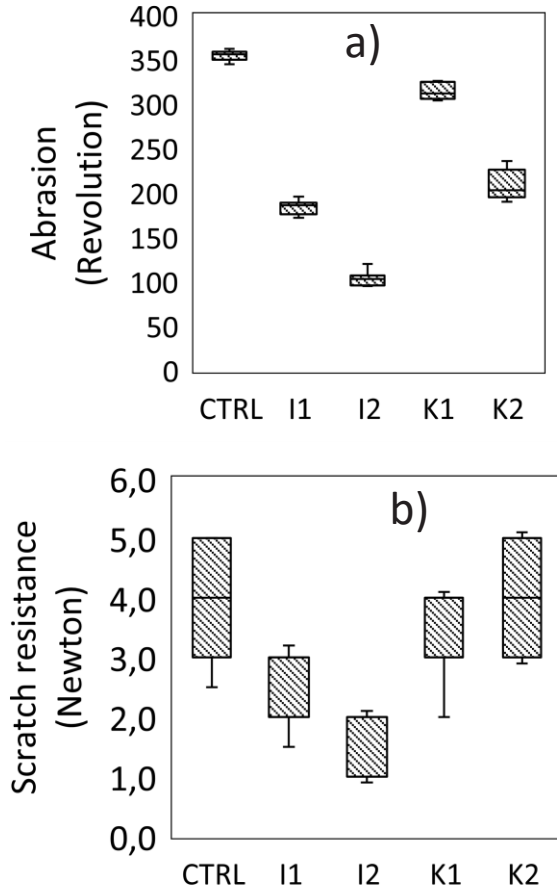 a)
Abrasion
(Revolution)
400
350
300
250
200
150
100
50
0
CTRL I1 I2 K1 K2
b)
Scratch resistance
(Newton)
6,0
5,0
4,0
3,0
2,0
1,0
0,0
CTRL I1 I2 K1 K2